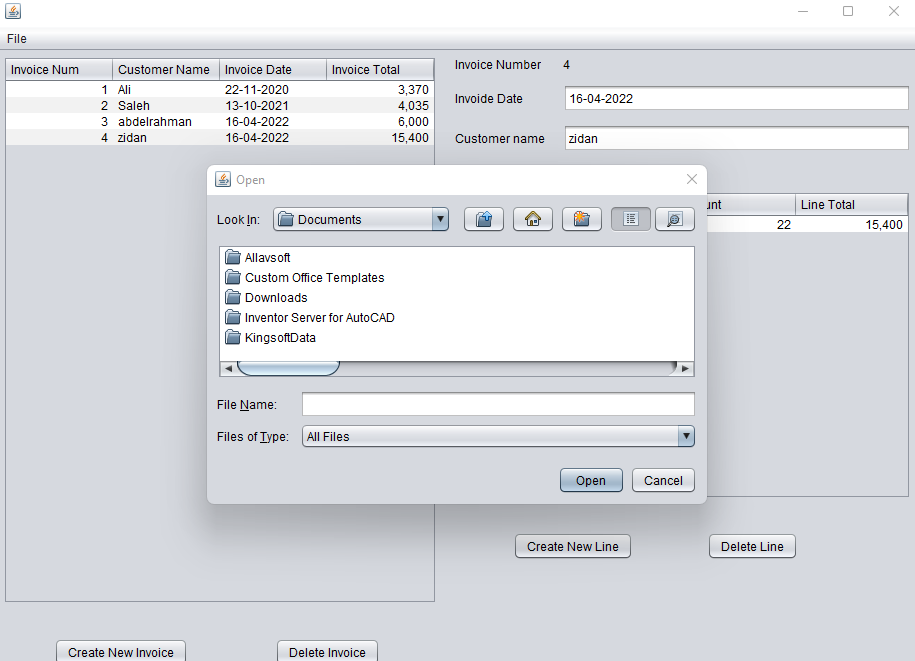 File
Invoice Num Customer Name Invoice Date Invoice Total
1 Ali 22-11-2020 3,370
2 Saleh 13-10-2021 4,035
3 abdelrahman 16-04-2022 6,000
4 zidan 16-04-2022 15,400
Invoice Number 4
Invoide Date 16-04-2022
Customer name zidan
Line Total
22 15,400
Open
Look In: Documents
Allavsoft
Custom Office Templates
Downloads
Inventor Server for AutoCAD
KingsoftData
File Name:
Files of Type: All Files
Open Cancel
Create New Line Delete Line
Create New Invoice Delete Invoice